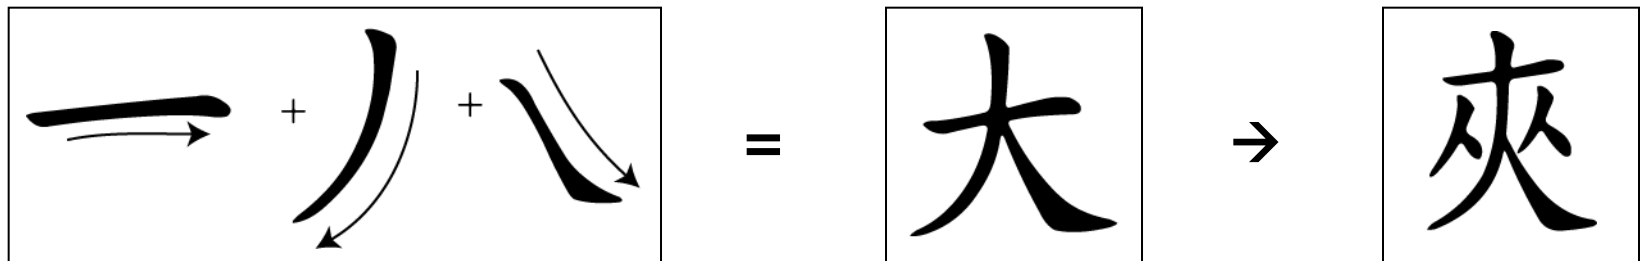 一 + 丿 + ㇏ = 大 → 夾